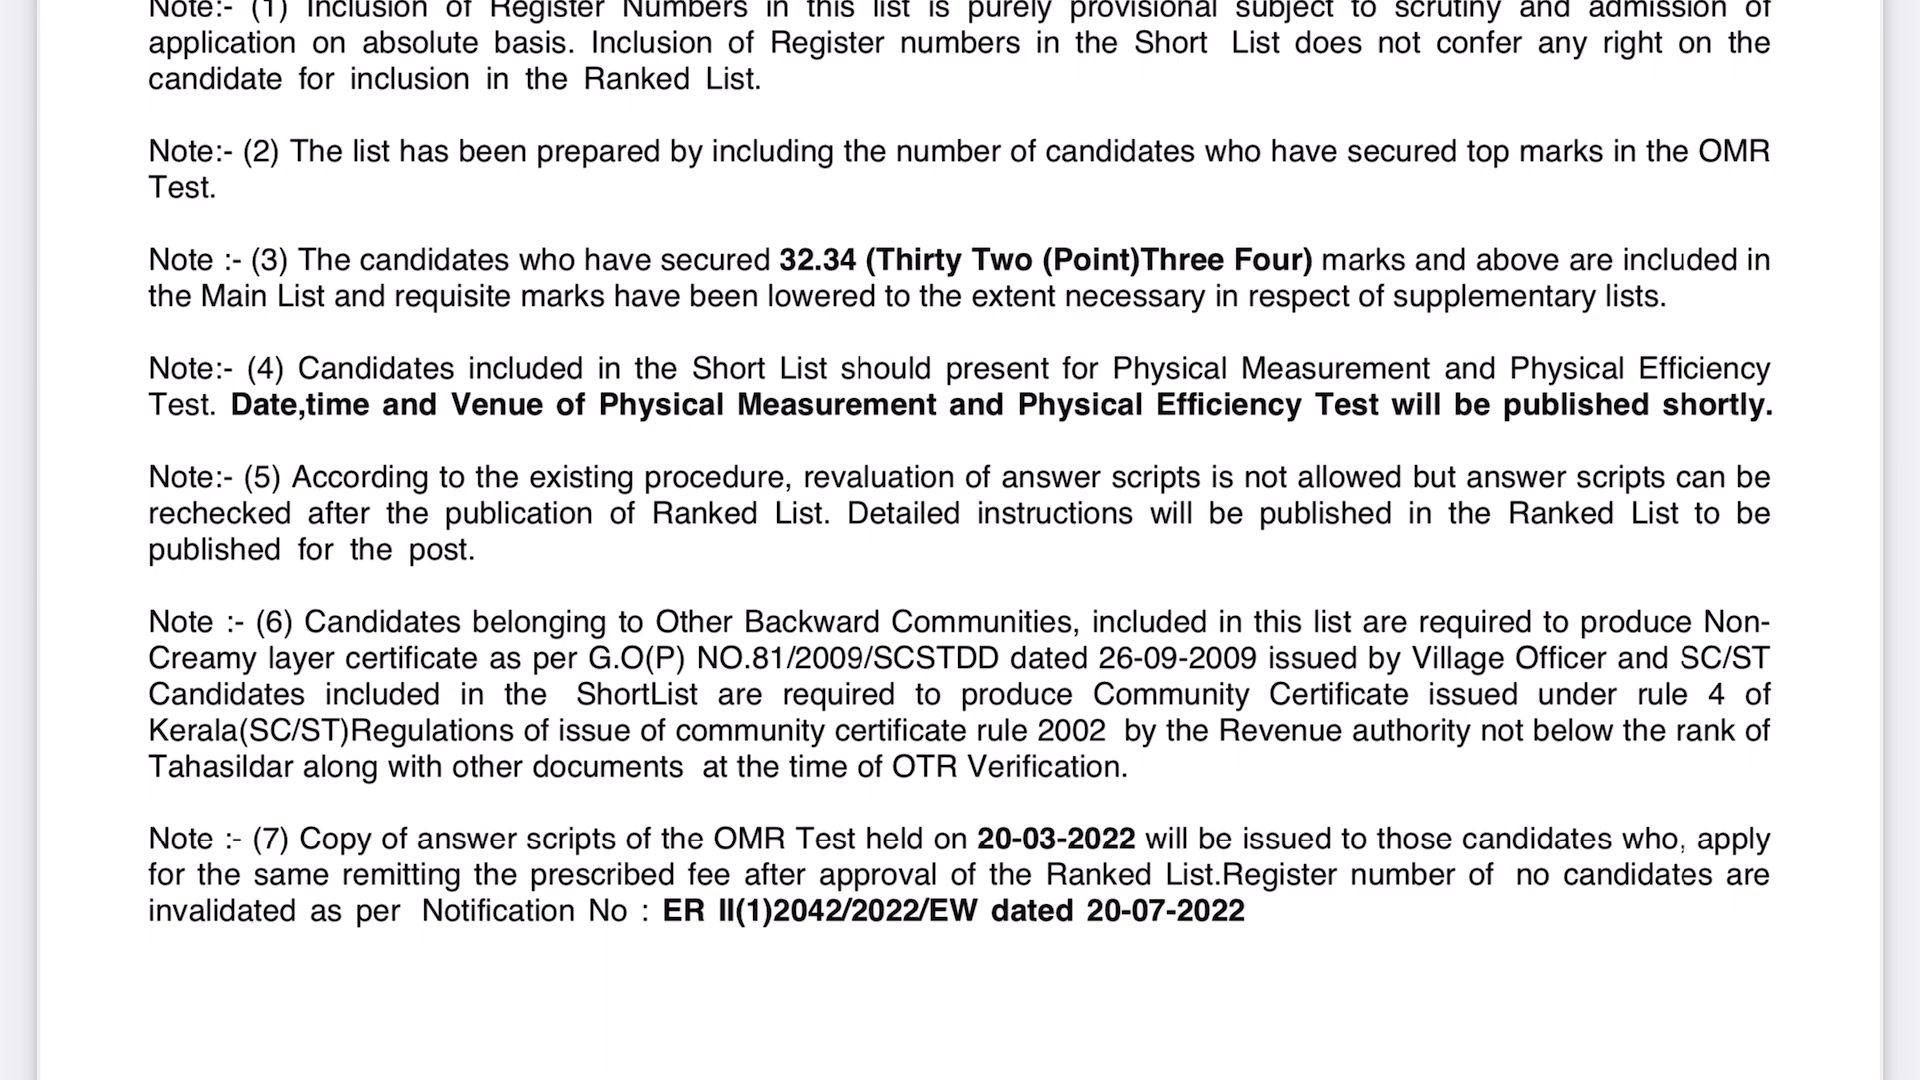 Note:- (1) Inclusion of Register Numbers in this list is purely provisional subject to scrutiny and admission of
application on absolute basis. Inclusion of Register numbers in the Short List does not confer any right on the
candidate for inclusion in the Ranked List.
Note:- (2) The list has been prepared by including the number of candidates who have secured top marks in the OMR
Test.
Note :- (3) The candidates who have secured 32.34 (Thirty Two (Point)Three Four) marks and above are included in
the Main List and requisite marks have been lowered to the extent necessary in respect of supplementary lists.
Note:- (4) Candidates included in the Short List should present for Physical Measurement and Physical Efficiency
Test. Date,time and Venue of Physical Measurement and Physical Efficiency Test will be published shortly.
Note:- (5) According to the existing procedure, revaluation of answer scripts is not allowed but answer scripts can be
rechecked after the publication of Ranked List. Detailed instructions will be published in the Ranked List to be
published for the post.
Note :- (6) Candidates belonging to Other Backward Communities, included in this list are required to produce Non-
Creamy layer certificate as per G.O(P) NO.81/2009/SCSTDD dated 26-09-2009 issued by Village Officer and SC/ST
Candidates included in the ShortList are required to produce Community Certificate issued under rule 4 of
Kerala(SC/ST)Regulations of issue of community certificate rule 2002 by the Revenue authority not below the rank of
Tahasildar along with other documents at the time of OTR Verification.
Note :- (7) Copy of answer scripts of the OMR Test held on 20-03-2022 will be issued to those candidates who, apply
for the same remitting the prescribed fee after approval of the Ranked List.Register number of no candidates are
invalidated as per Notification No : ER II(1)2042/2022/EW dated 20-07-2022